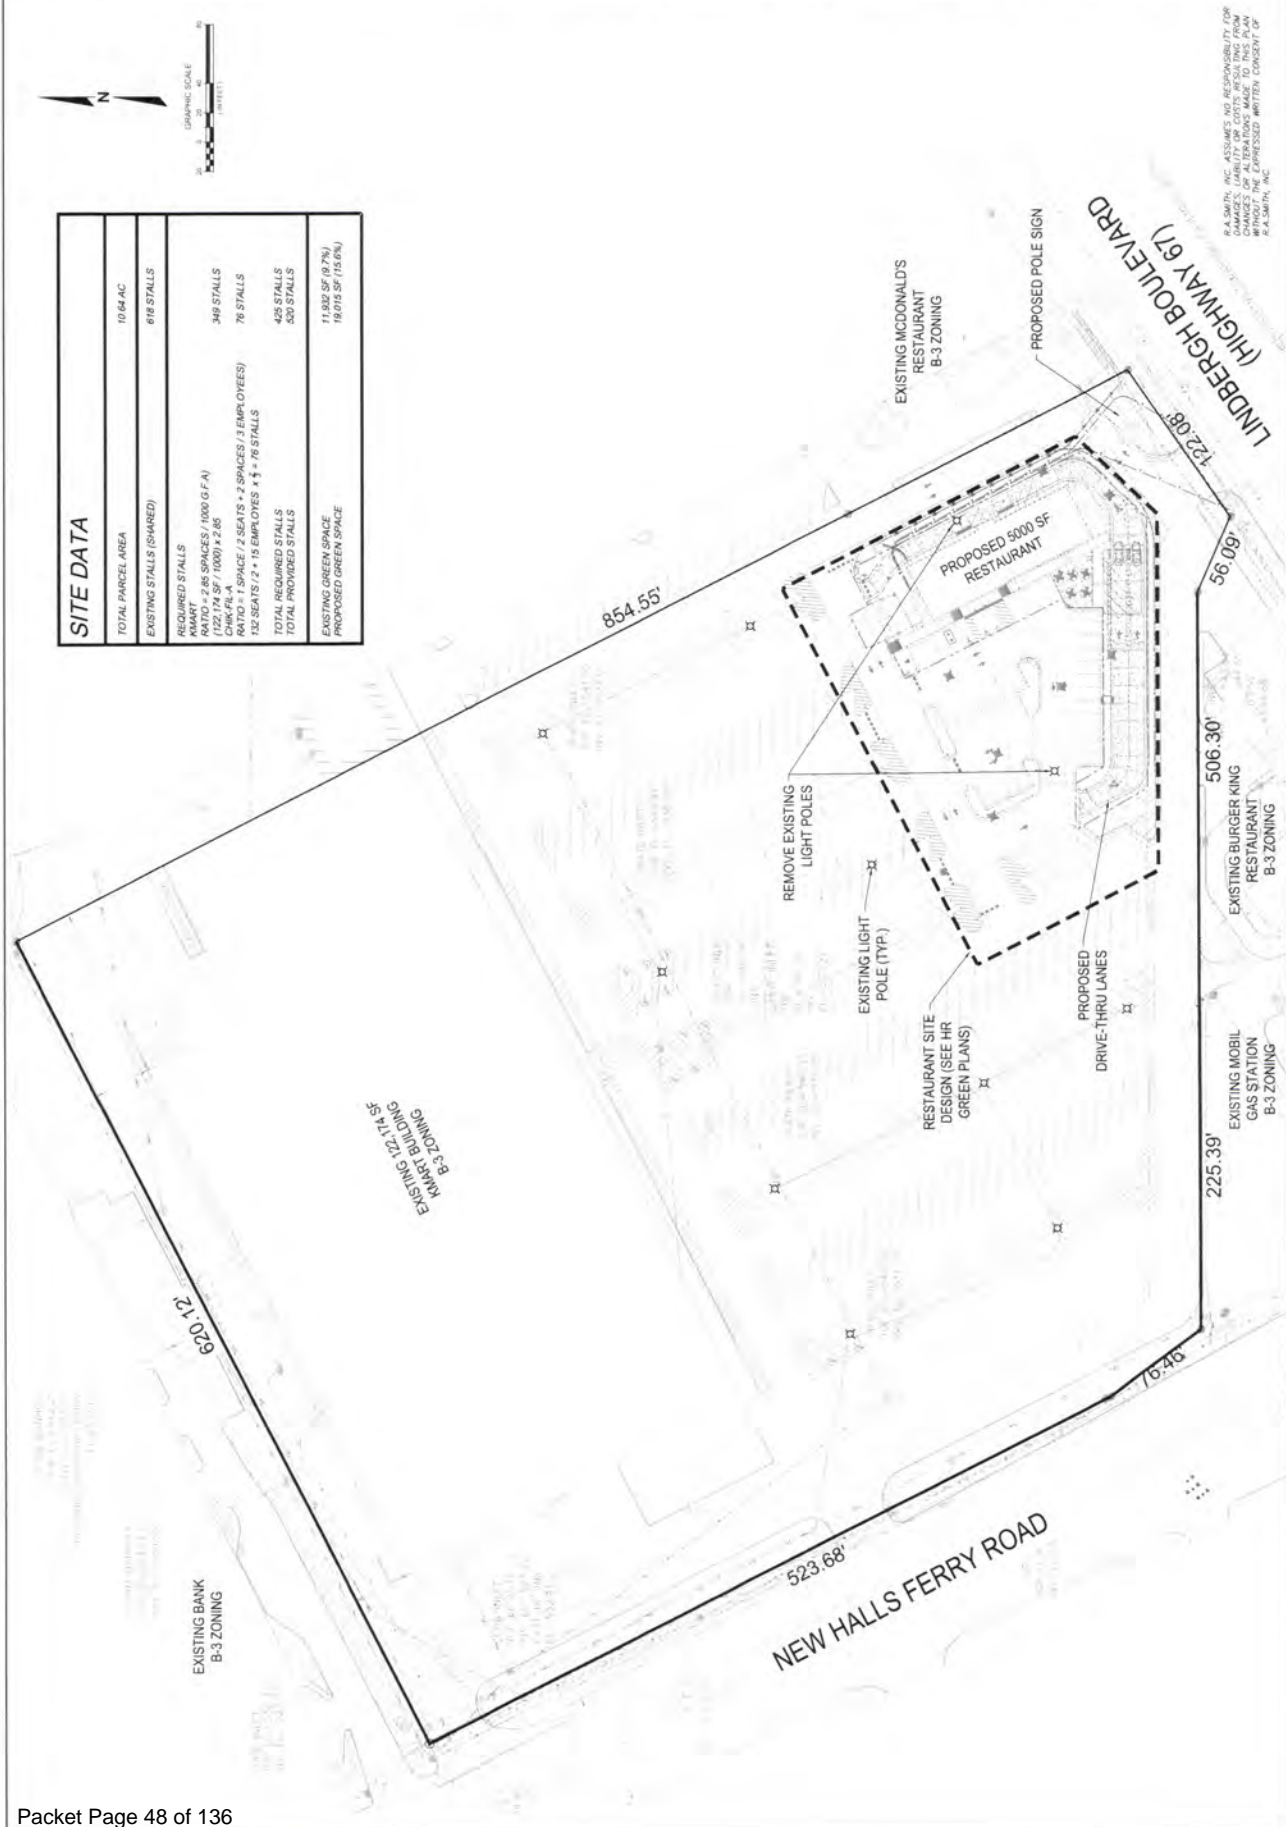 SITE DATA
TOTAL PARCEL AREA 10.64 AC
EXISTING STALLS (SHARED) 618 STALLS
REQUIRED STALLS
KMART
RATIO = 2.85 SPACES / 1000 G.F.A)
(122,174 SF / 1000) x 2.85 349 STALLS
CHIK-FIL-A
RATIO = 1 SPACE / 2 SEATS + 2 SPACES / 3 EMPLOYEES)
132 SEATS / 2 + 15 EMPLOYES x = 76 STALLS 76 STALLS
TOTAL REQUIRED STALLS 425 STALLS
TOTAL PROVIDED STALLS 520 STALLS
EXISTING GREEN SPACE 11,932 SF (9.7%)
PROPOSED GREEN SPACE 19,015 SF (15.6%)
N
GRAPHIC SCALE
20 0 20 40 80
( IN FEET )
EXISTING BANK
B-3 ZONING
620.12'
EXISTING 122,174 SF
KMART BUILDING
B-3 ZONING
854.55'
EXISTING MCDONALD'S
RESTAURANT
B-3 ZONING
PROPOSED POLE SIGN
LINDBERGH BOULEVARD
(HIGHWAY 67)
122.08'
56.09'
PROPOSED 5000 SF
RESTAURANT
REMOVE EXISTING
LIGHT POLES
EXISTING LIGHT
POLE (TYP.)
RESTAURANT SITE
DESIGN (SEE HR
GREEN PLANS)
PROPOSED
DRIVE-THRU LANES
506.30'
EXISTING BURGER KING
RESTAURANT
B-3 ZONING
EXISTING MOBIL
GAS STATION
B-3 ZONING
225.39'
76.46'
523.68'
NEW HALLS FERRY ROAD
R.A.SMITH, INC. ASSUMES NO RESPONSIBILITY FOR
DAMAGES, LIABILITY OR COSTS RESULTING FROM
CHANGES OR ALTERATIONS MADE TO THIS PLAN
WITHOUT THE EXPRESSED WRITTEN CONSENT OF
R.A.SMITH, INC.
Packet Page 48 of 136